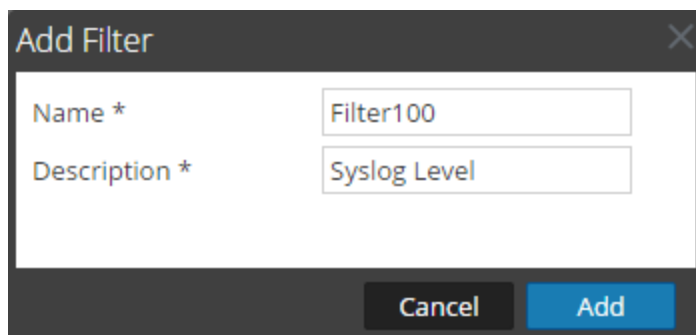 Add Filter
Name * Filter100
Description * Syslog Level
Cancel Add